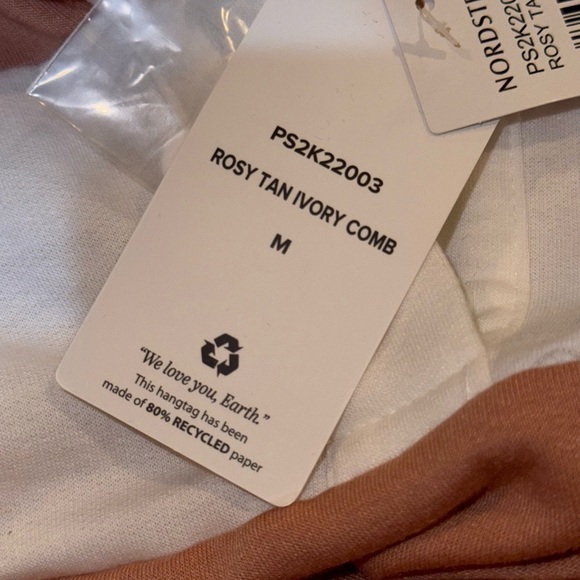 PS2K22003
ROSY TAN IVORY COMB
M
“We love you, Earth.”
This hangtag has been
made of 80% RECYCLED paper
NORDST
PS2K220
ROSY TA